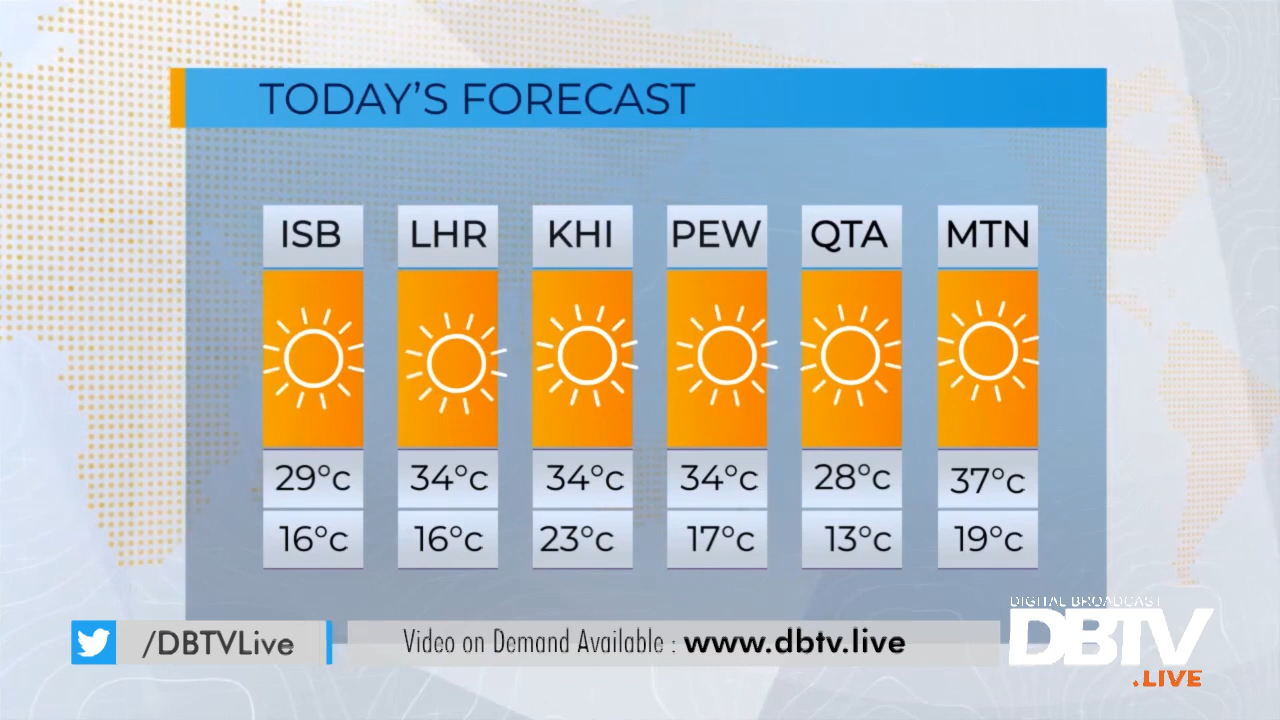 TODAY'S FORECAST
ISB LHR KHI PEW QTA MTN
29°c 34°c 34°c 34°c 28°c 37°c
16°c 16°c 23°c 17°c 13°c 19°c
DIGITAL BROADCAST
DBTV
.LIVE
/DBTVLive
Video on Demand Available : www.dbtv.live